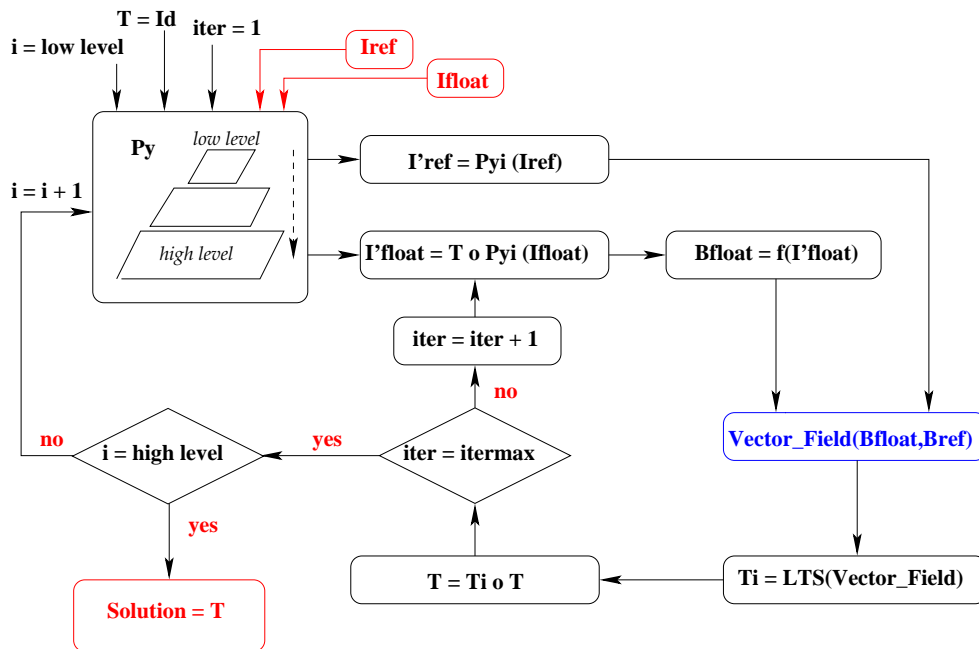 T = Id
iter = 1
i = low level
Iref
Ifloat
Py
low level
high level
i = i + 1
I'ref = Pyi (Iref)
I'float = T o Pyi (Ifloat)
Bfloat = f(I'float)
iter = iter + 1
no
no
yes
i = high level
iter = itermax
Vector_Field(Bfloat,Bref)
yes
T = Ti o T
Ti = LTS(Vector_Field)
Solution = T